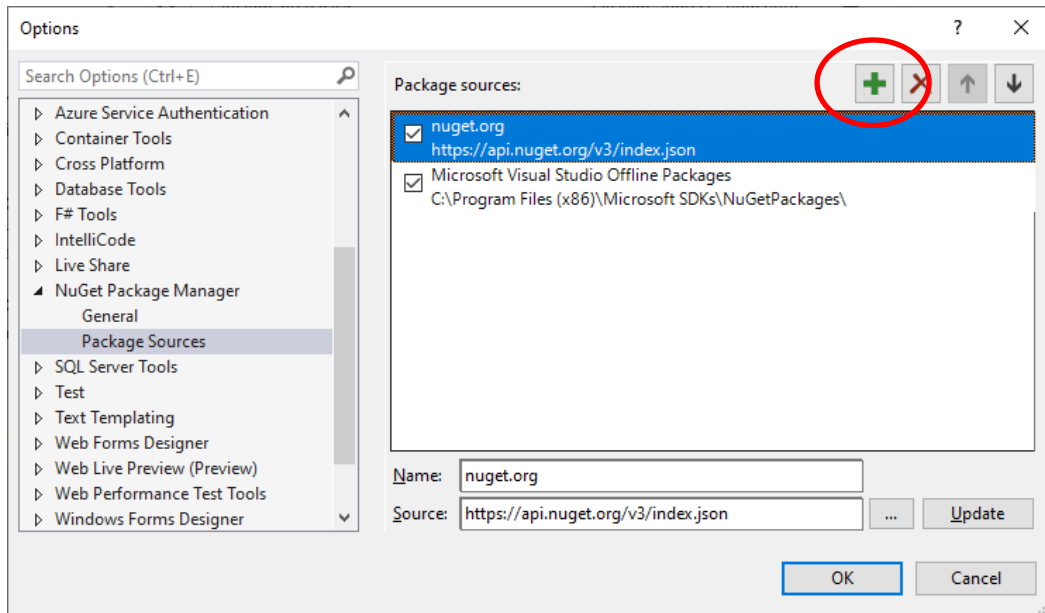 Options
?
Search Options (Ctrl+E)
Azure Service Authentication
Container Tools
Cross Platform
Database Tools
F# Tools
IntelliCode
Live Share
NuGet Package Manager
General
Package Sources
SQL Server Tools
Test
Text Templating
Web Forms Designer
Web Live Preview (Preview)
Web Performance Test Tools
Windows Forms Designer
Package sources:
nuget.org
https://api.nuget.org/v3/index.json
Microsoft Visual Studio Offline Packages
C:\Program Files (x86)\Microsoft SDKs\NuGetPackages\
Name: nuget.org
Source: https://api.nuget.org/v3/index.json ... Update
OK Cancel